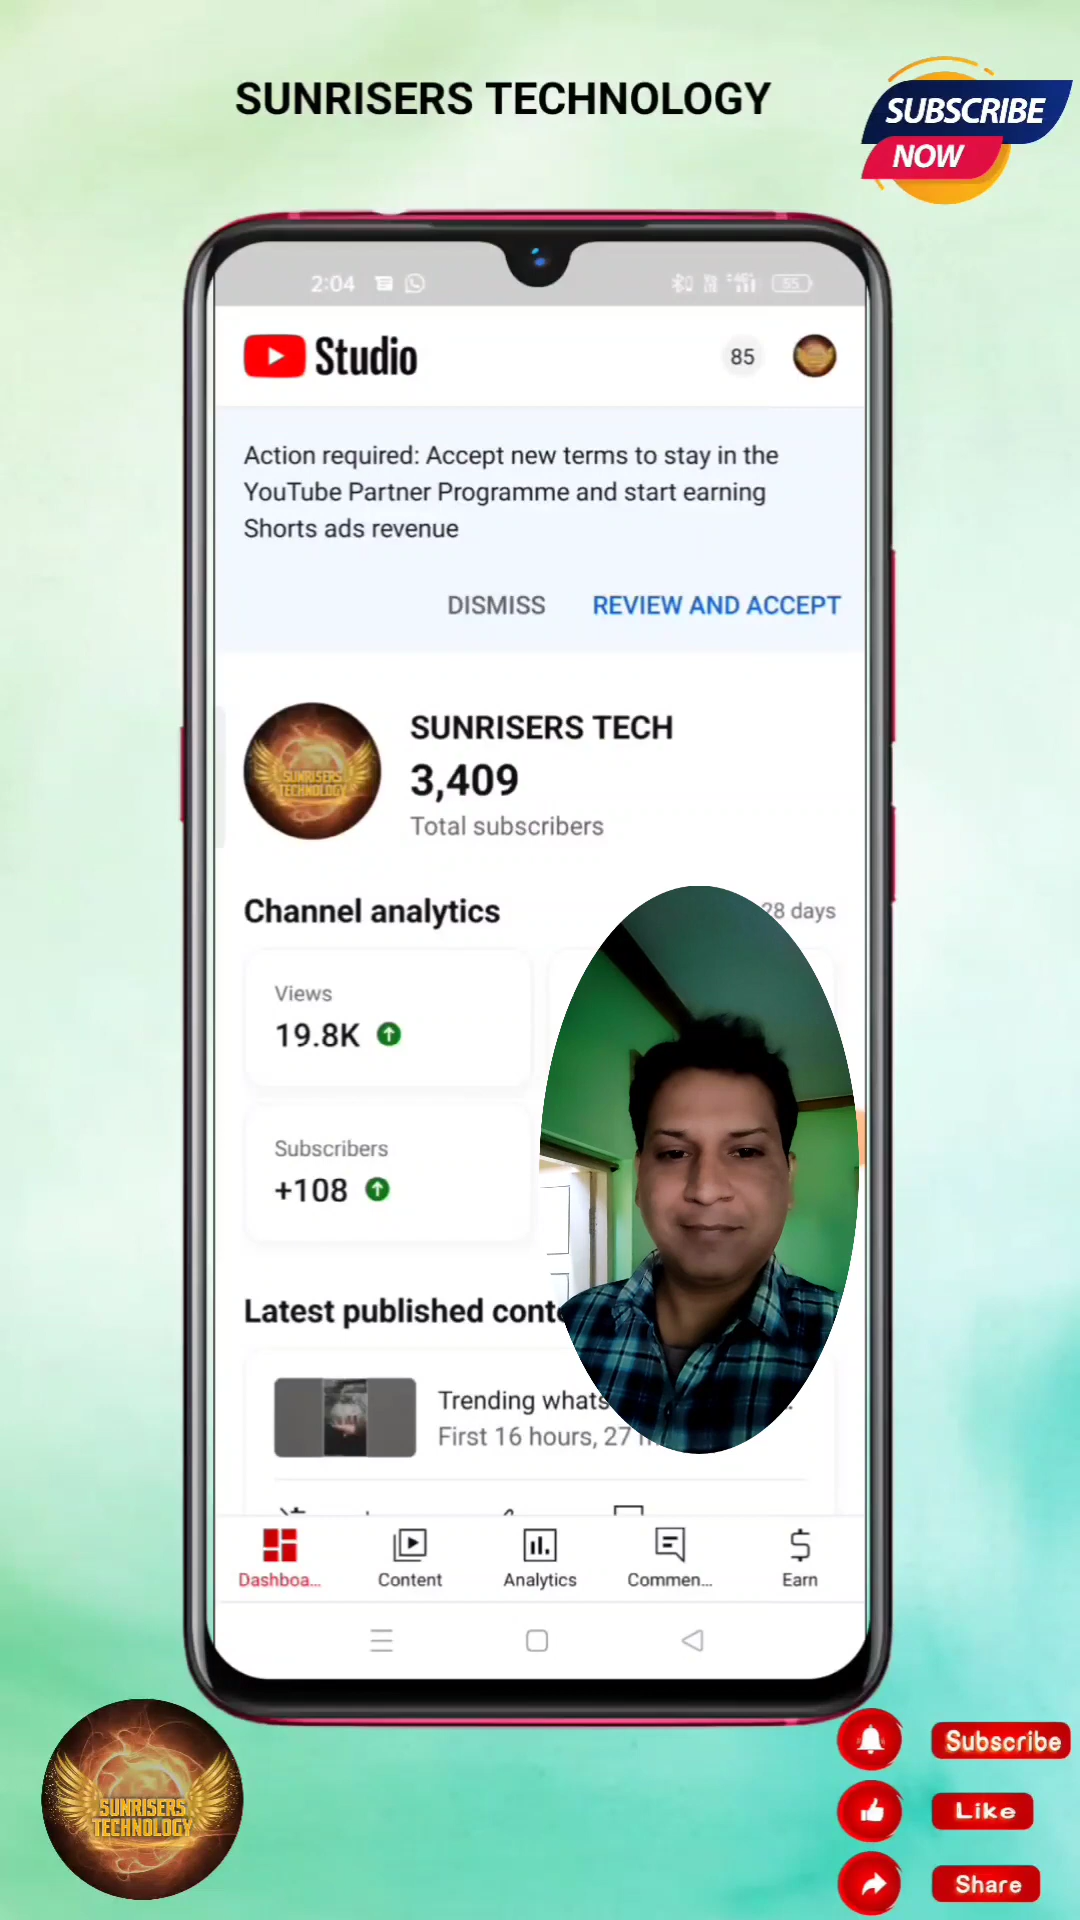 SUNRISERS TECHNOLOGY
SUBSCRIBE
NOW
2:04
55
Studio
85
Action required: Accept new terms to stay in the
YouTube Partner Programme and start earning
Shorts ads revenue
DISMISS REVIEW AND ACCEPT
SUNRISERS TECH
3,409
Total subscribers
SUNRISERS
TECHNOLOGY
Channel analytics
28 days
Views
19.8K
Subscribers
+108
Latest published
Trending
First 16 hours, 27
Dashboa...
Content
Analytics
Commen...
Earn
SUNRISERS
TECHNOLOGY
Subscribe
Like
Share